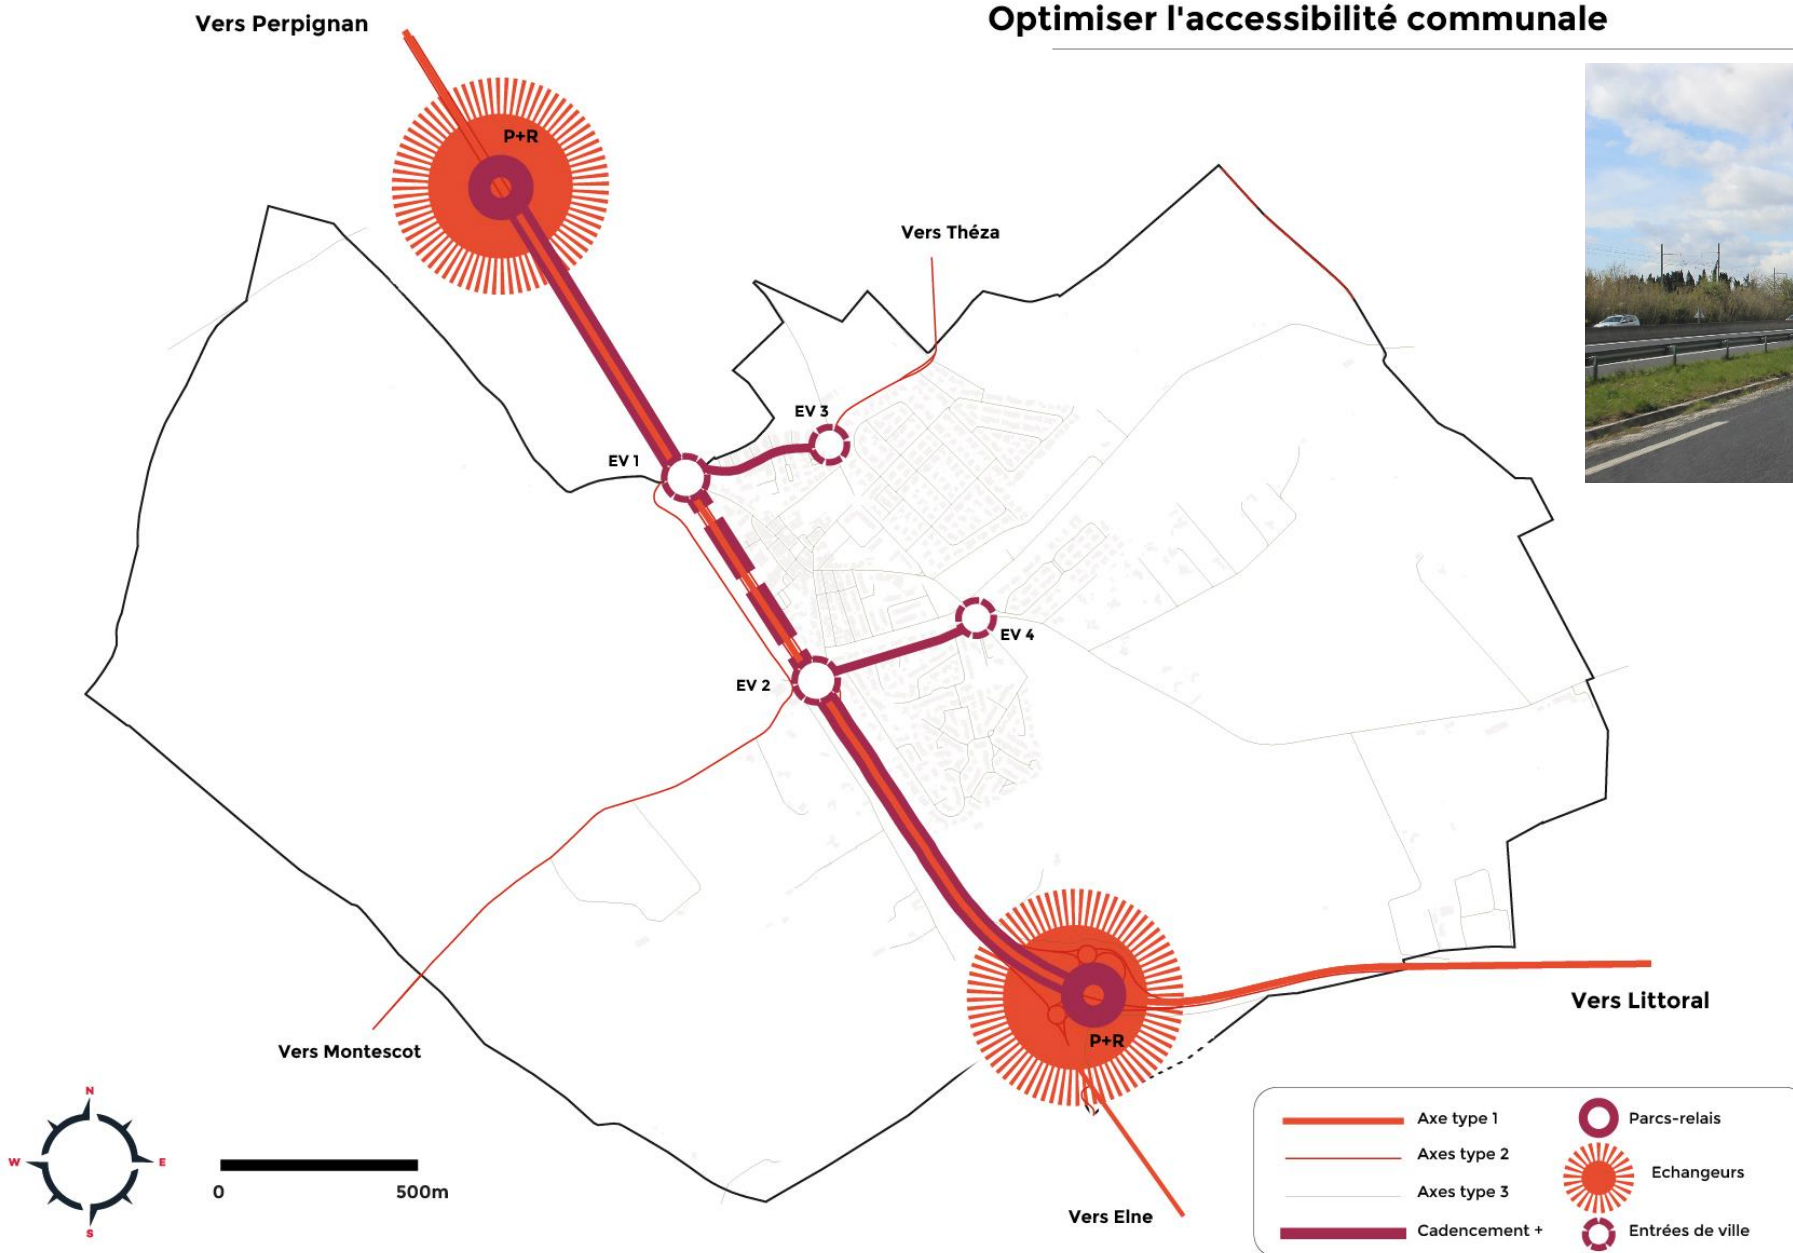 Optimiser l'accessibilité communale
Vers Perpignan
P+R
Vers Théza
EV 3
EV 1
EV 4
EV 2
Vers Littoral
P+R
Vers Montescot
Vers Elne
N
W
E
S
0
500m
Axe type 1
Parcs-relais
Axes type 2
Echangeurs
Axes type 3
Cadencement +
Entrées de ville